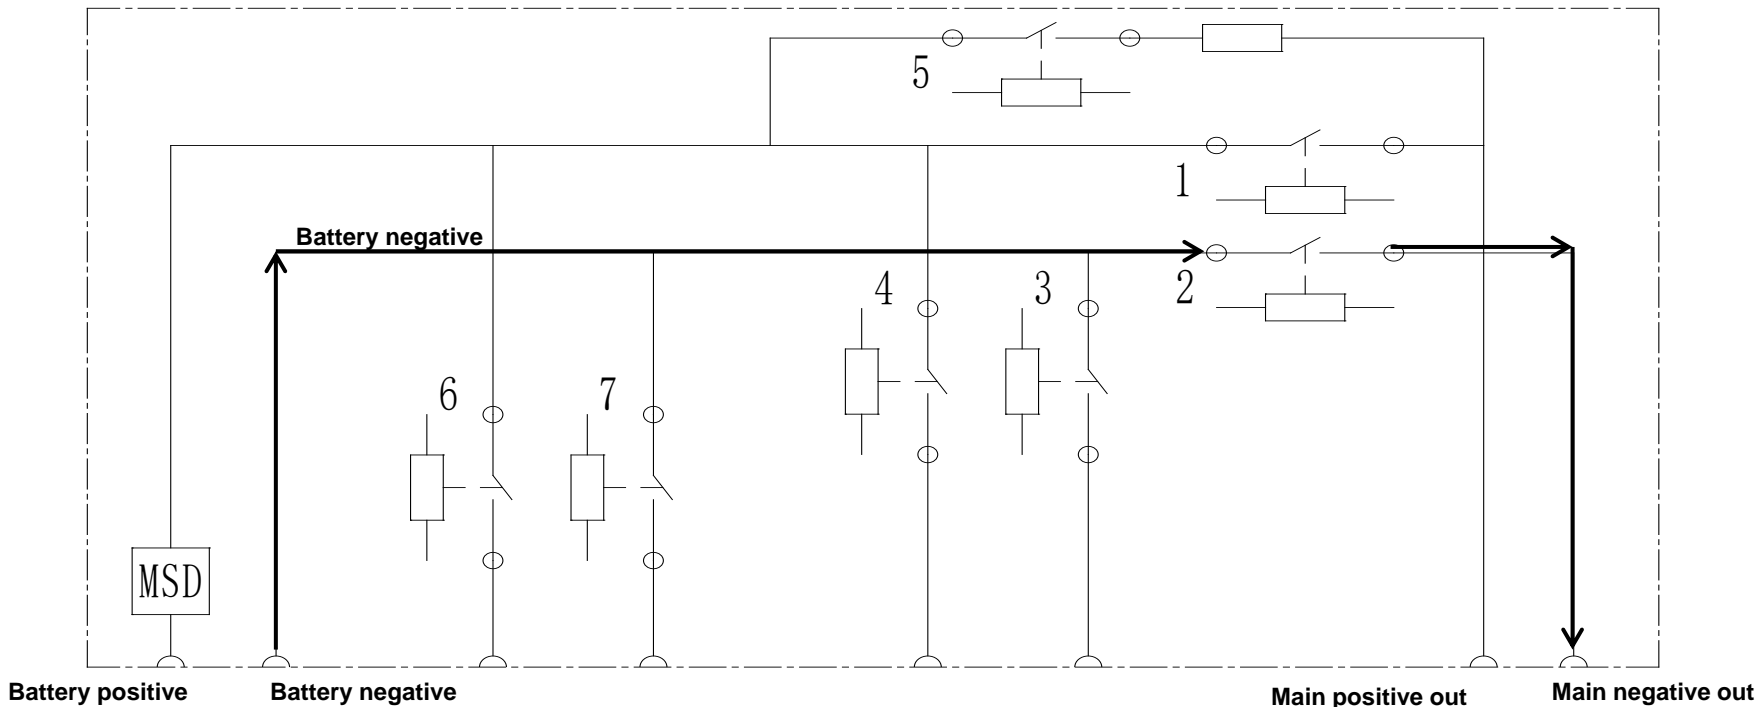 5
1
Battery negative
2
4
3
6
7
MSD
Battery positive
Battery negative
Main positive out
Main negative out